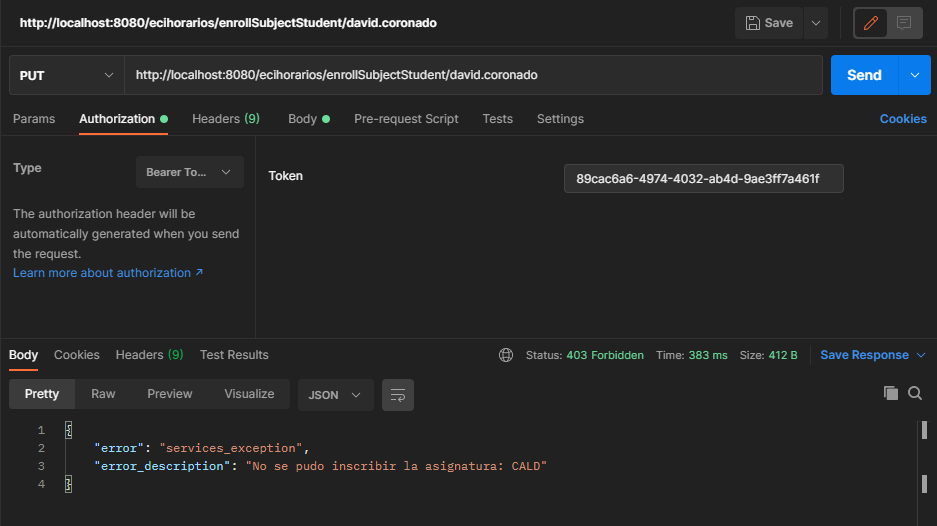 http://localhost:8080/ecihorarios/enrollSubjectStudent/david.coronado
Save
PUT
http://localhost:8080/ecihorarios/enrollSubjectStudent/david.coronado
Send
Params Authorization Headers (9) Body Pre-request Script Tests Settings Cookies
Type
Bearer To...
Token
89cac6a6-4974-4032-ab4d-9ae3ff7a461f
The authorization header will be
automatically generated when you send
the request.
Learn more about authorization ↗
Body Cookies Headers (9) Test Results
Status: 403 Forbidden Time: 383 ms Size: 412 B Save Response
Pretty Raw Preview Visualize JSON
1 {
2 "error": "services_exception",
3 "error_description": "No se pudo inscribir la asignatura: CALD"
4 }